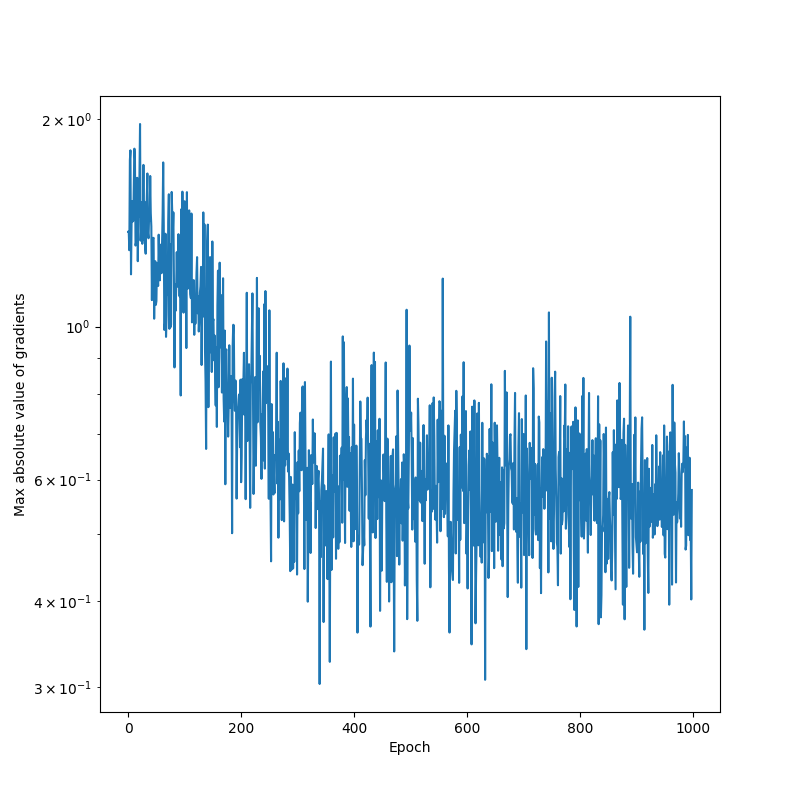 Max absolute value of gradients
2 × 10⁰
10⁰
6 × 10⁻¹
4 × 10⁻¹
3 × 10⁻¹
0 200 400 600 800 1000
Epoch